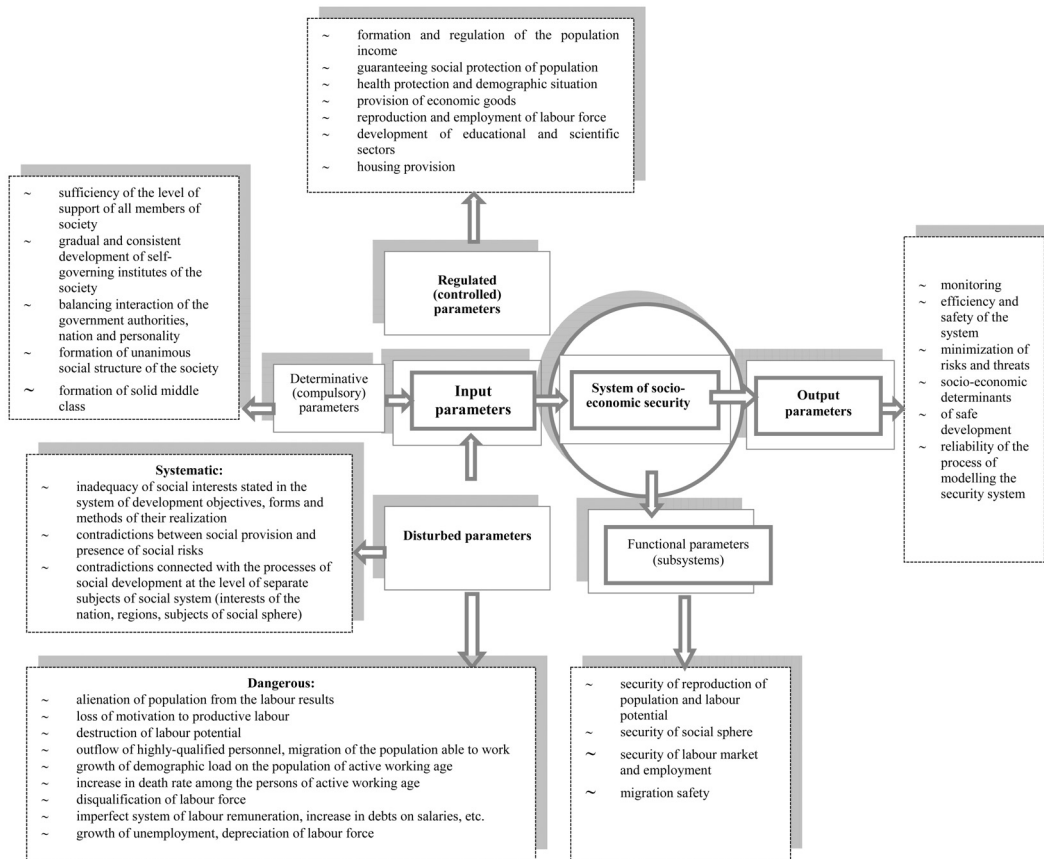 ~ formation and regulation of the population
income
~ guaranteeing social protection of population
~ health protection and demographic situation
~ provision of economic goods
~ reproduction and employment of labour force
~ development of educational and scientific
sectors
~ housing provision
~ sufficiency of the level of
support of all members of
society
~ gradual and consistent
development of self-
governing institutes of the
society
~ balancing interaction of the
government authorities,
nation and personality
~ formation of unanimous
social structure of the society
~ formation of solid middle
class
Regulated
(controlled)
parameters
Determinative
(compulsory)
parameters
Input
parameters
System of socio-
economic security
Output
parameters
~ monitoring
~ efficiency and
safety of the
system
~ minimization of
risks and threats
~ socio-economic
determinants
~ of safe
development
~ reliability of the
process of
modelling the
security system
Systematic:
~ inadequacy of social interests stated in the
system of development objectives, forms and
methods of their realization
~ contradictions between social provision and
presence of social risks
~ contradictions connected with the processes of
social development at the level of separate
subjects of social system (interests of the
nation, regions, subjects of social sphere)
Disturbed parameters
Functional parameters
(subsystems)
Dangerous:
~ alienation of population from the labour results
~ loss of motivation to productive labour
~ destruction of labour potential
~ outflow of highly-qualified personnel, migration of the population able to work
~ growth of demographic load on the population of active working age
~ increase in death rate among the persons of active working age
~ disqualification of labour force
~ imperfect system of labour remuneration, increase in debts on salaries, etc.
~ growth of unemployment, depreciation of labour force
~ security of reproduction of
population and labour
potential
~ security of social sphere
~ security of labour market
and employment
~ migration safety